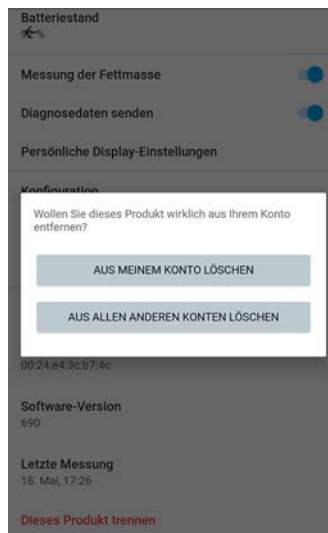 Batteriestand
%
Messung der Fettmasse
Diagnosedaten senden
Persönliche Display-Einstellungen
Konfiguration
Wollen Sie dieses Produkt wirklich aus Ihrem Konto
entfernen?
AUS MEINEM KONTO LÖSCHEN
AUS ALLEN ANDEREN KONTEN LÖSCHEN
00:24:e4:3c:b7:4c
Software-Version
690
Letzte Messung
18. Mai, 17:26
Dieses Produkt trennen